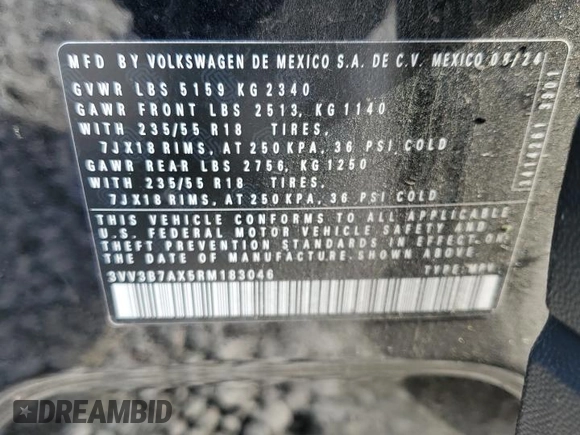 MFD BY VOLKSWAGEN DE MEXICO S.A. DE C.V. MEXICO 08/24
GVWR LBS 5159 KG 2340
GAWR FRONT LBS 2513, KG 1140
WITH 235/55 R18 TIRES,
7JX18 RIMS, AT 250 KPA, 36 PSI COLD
GAWR REAR LBS 2756, KG 1250
WITH 235/55 R18 TIRES,
7JX18 RIMS, AT 250 KPA, 36 PSI COLD
THIS VEHICLE CONFORMS TO ALL APPLICABLE
U.S. FEDERAL MOTOR VEHICLE SAFETY AND
THEFT PREVENTION STANDARDS IN EFFECT ON
THE DATE OF MANUFACTURE SHOWN ABOVE
3VV3B7AX5RM183046 TYPE: MPV
DREAMBID